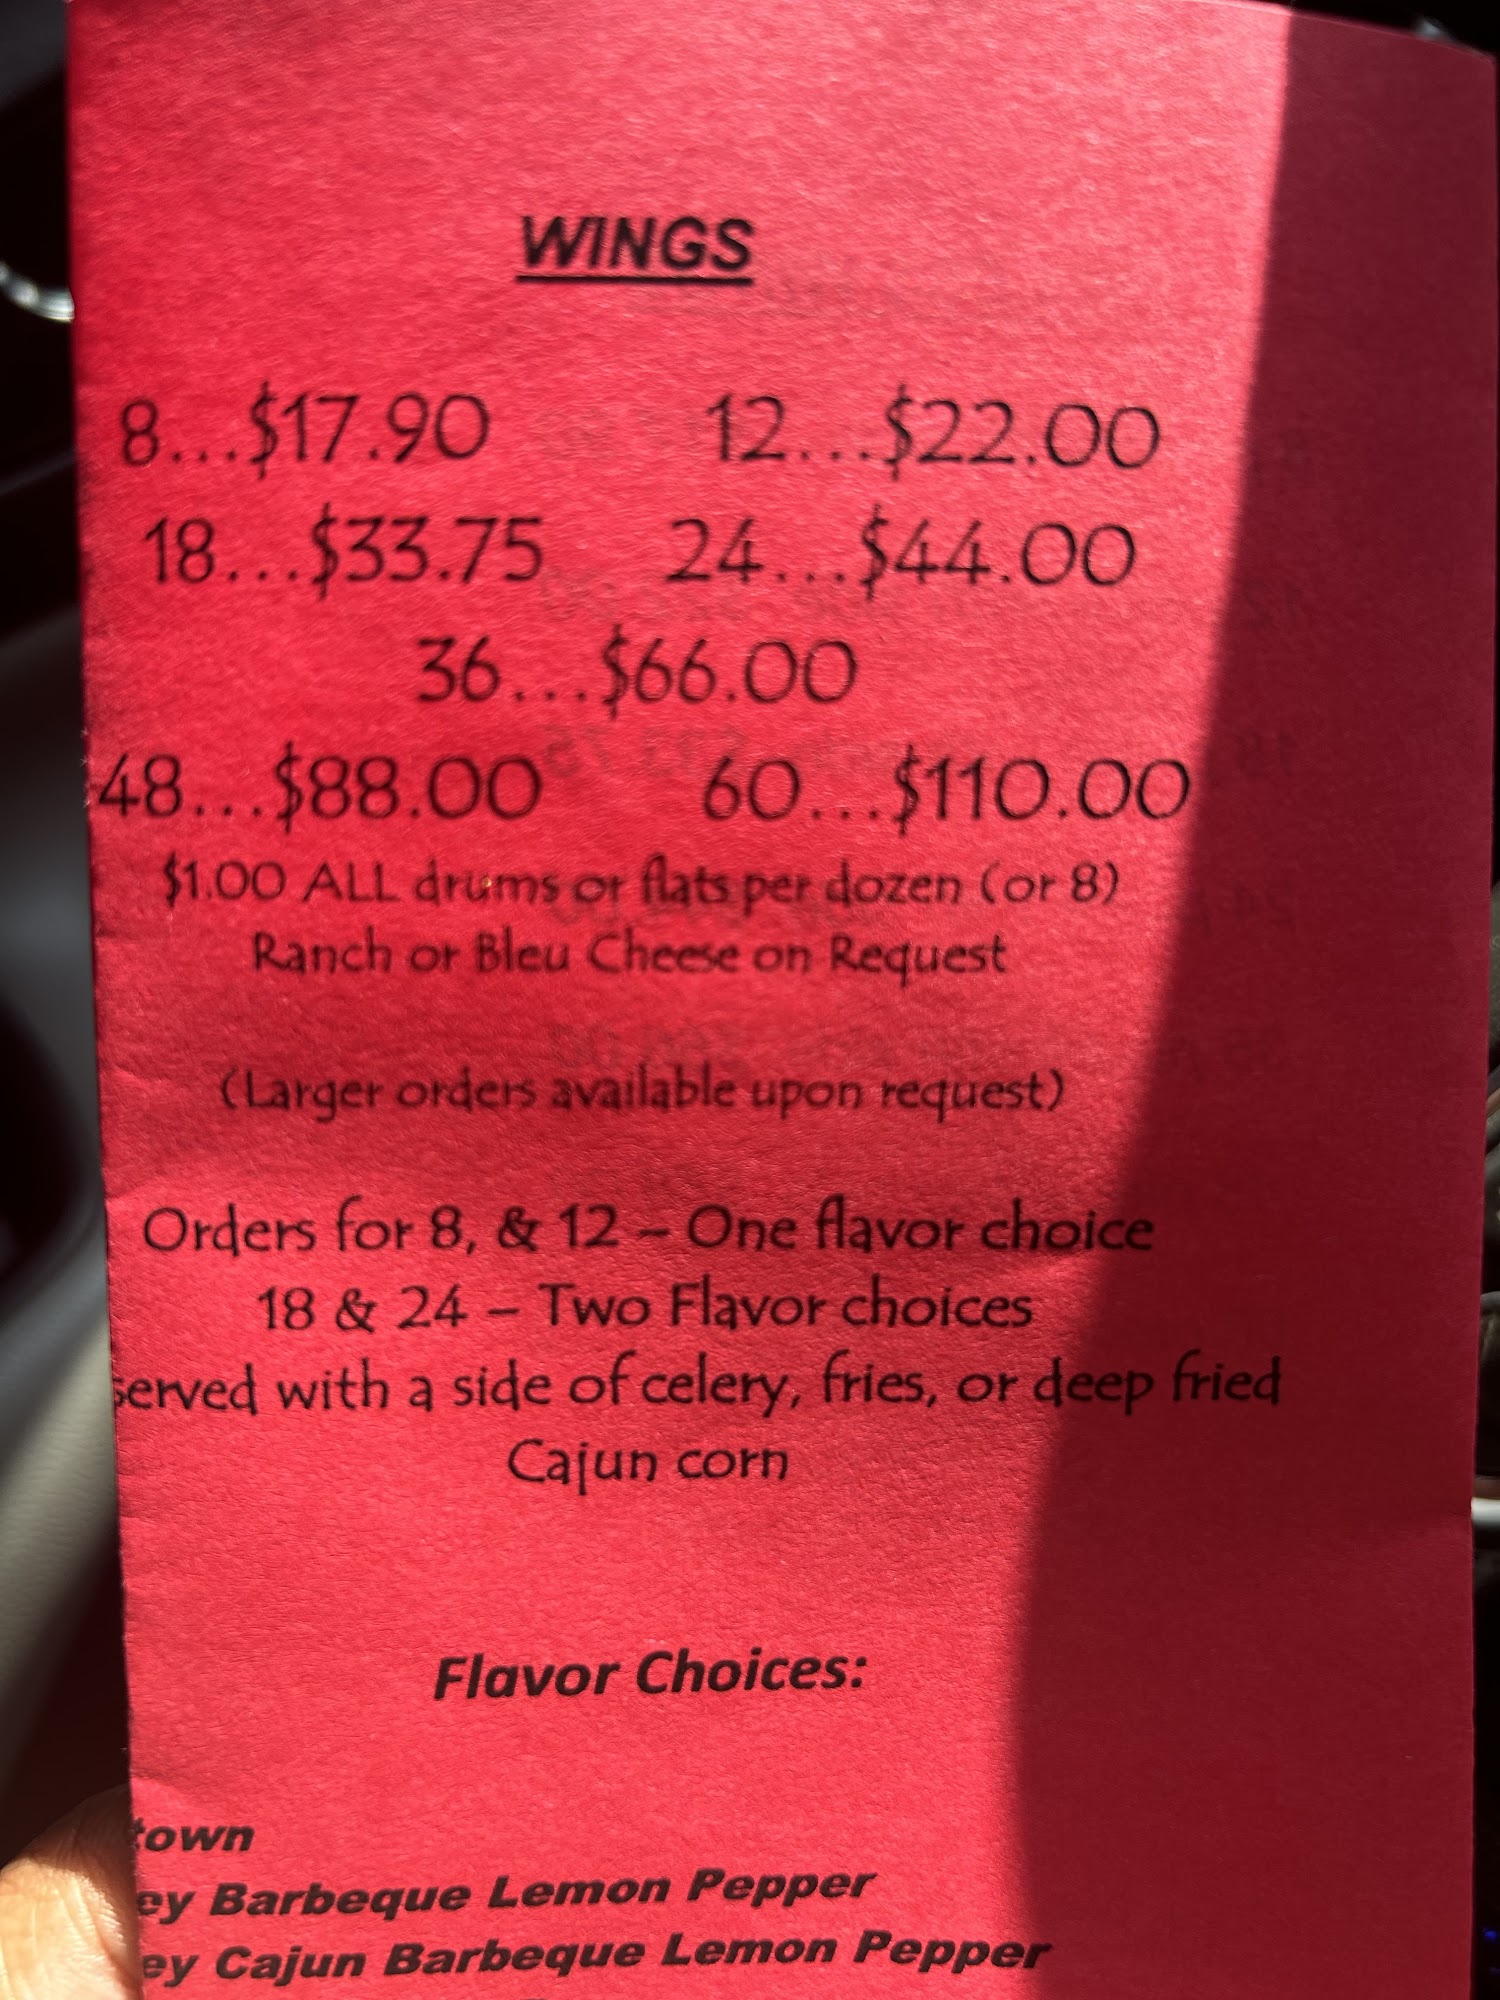 WINGS
8...$17.90 12...$22.00
18...$33.75 24...$44.00
36...$66.00
48...$88.00 60...$110.00
$1.00 ALL drums or flats per dozen (or 8)
Ranch or Bleu Cheese on Request
(Larger orders available upon request)
Orders for 8, & 12 – One flavor choice
18 & 24 – Two Flavor choices
served with a side of celery, fries, or deep fried
Cajun corn
Flavor Choices:
town
ey Barbeque Lemon Pepper
ey Cajun Barbeque Lemon Pepper